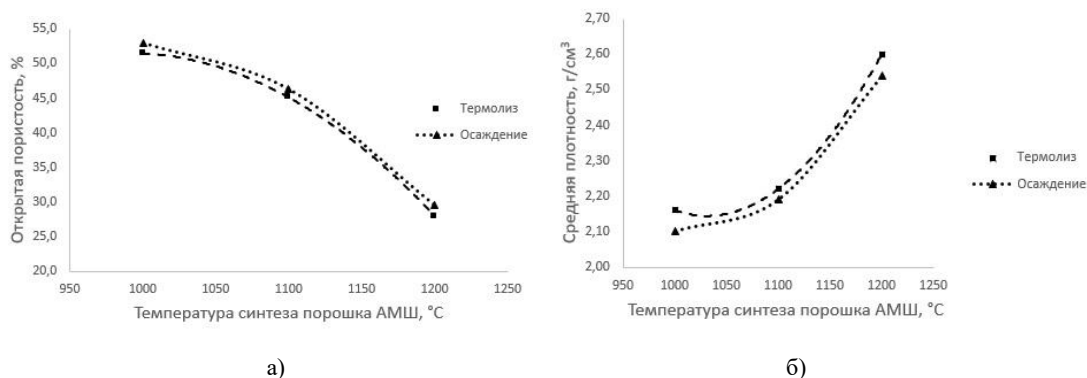 Открытая пористость, %
55,0
50,0
45,0
40,0
35,0
30,0
25,0
20,0
950 1000 1050 1100 1150 1200 1250
Температура синтеза порошка АМШ, °С
Термолиз
Осаждение
а)
Средняя плотность, г/см³
2,70
2,60
2,50
2,40
2,30
2,20
2,10
2,00
950 1000 1050 1100 1150 1200 1250
Температура синтеза порошка АМШ, °С
Термолиз
Осаждение
б)